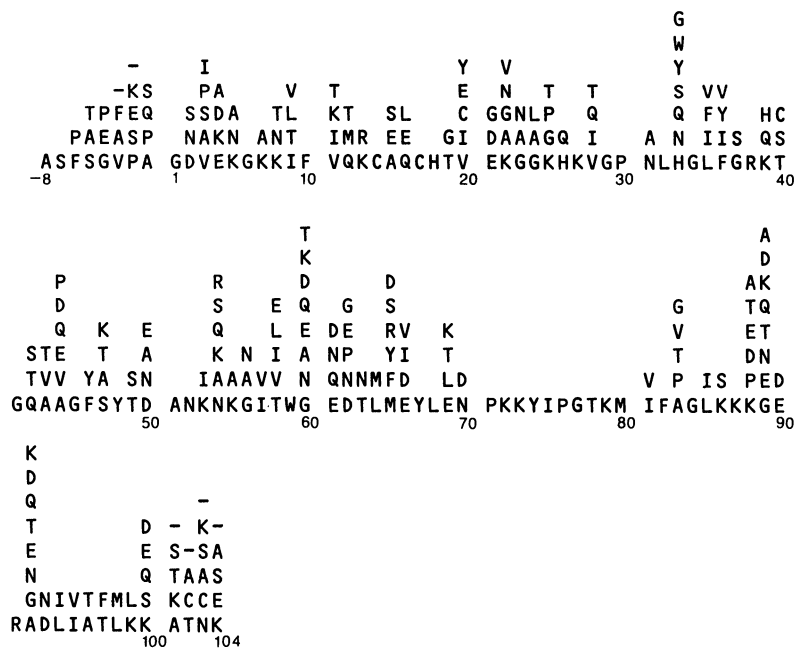 G
W
- I Y V Y
-KS PA V T E N T T S VV
TPFEQ SSDA TL KT SL C GGNLP Q Q FY HC
PAEASP NAKN ANT IMR EE GI DAAAGQ I A N IIS QS
ASFSGVPA GDVEKGKKIF VQKCAQCHTV EKGGKHKVGP NLHGLFGRKT
-8 1 10 20 30 40
T A
K D
P R D D AK
D S E Q G S G TQ
Q K E Q L E DE RV K V ET
STE T A K N I A NP YI T T DN
TVV YA SN IAAAVV N QNNMFD LD V P IS PED
GQAAGFSYTD ANKNKGITWG EDTLMEYLEN PKKYIPGTKM IFAGLKKKGE
50 60 70 80 90
K
D
Q -
T D - K-
E E S-SA
N Q TAAS
GNIVTFMLS KCCE
RADLIATLKK ATNK
100 104